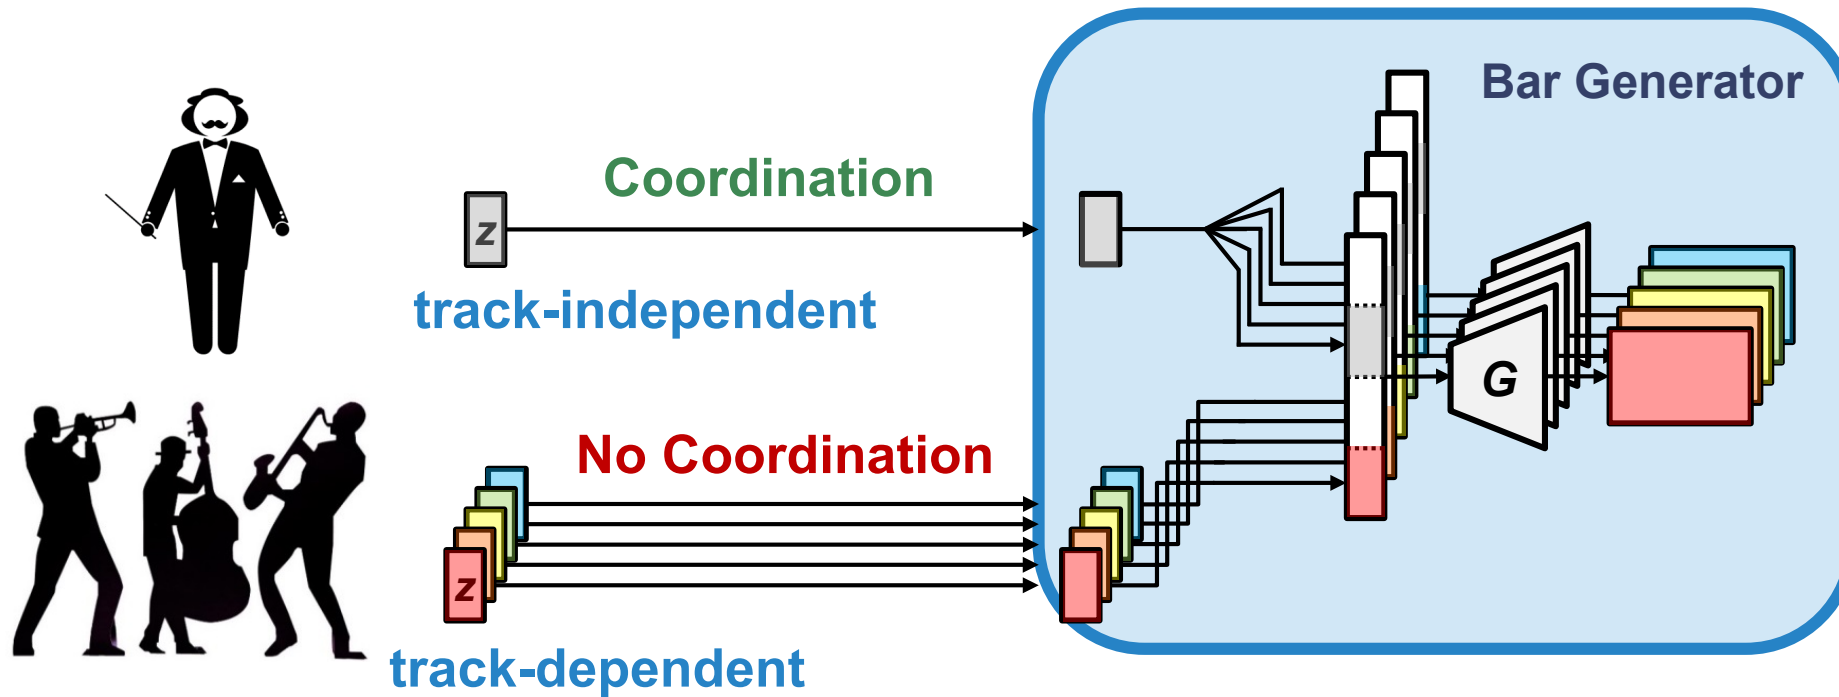 Bar Generator
Coordination
z
track-independent
G
No Coordination
z
track-dependent